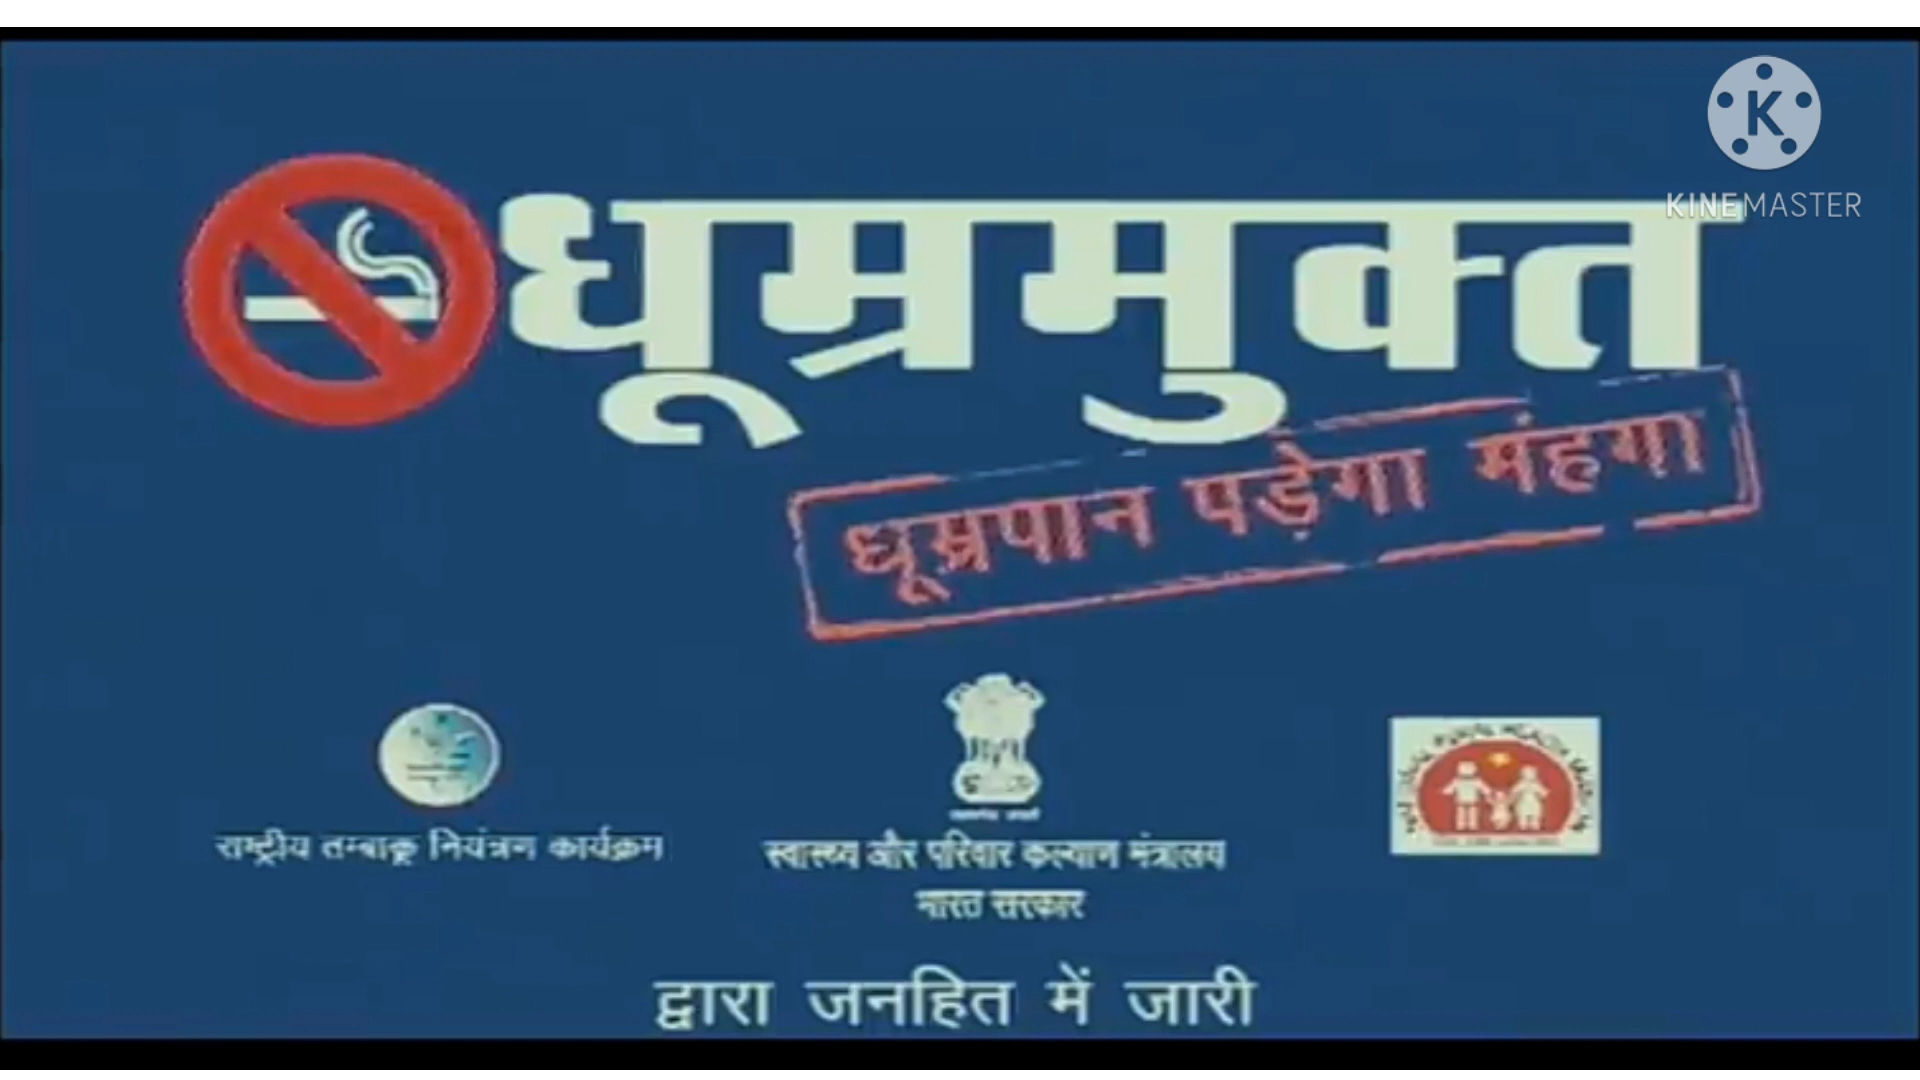 K
KINEMASTER
धूम्रमुक्त
धूम्रपान पड़ेगा मंहगा
राष्ट्रीय तम्बाकू नियंत्रण कार्यक्रम
स्वास्थ्य और परिवार कल्याण मंत्रालय
भारत सरकार
द्वारा जनहित में जारी